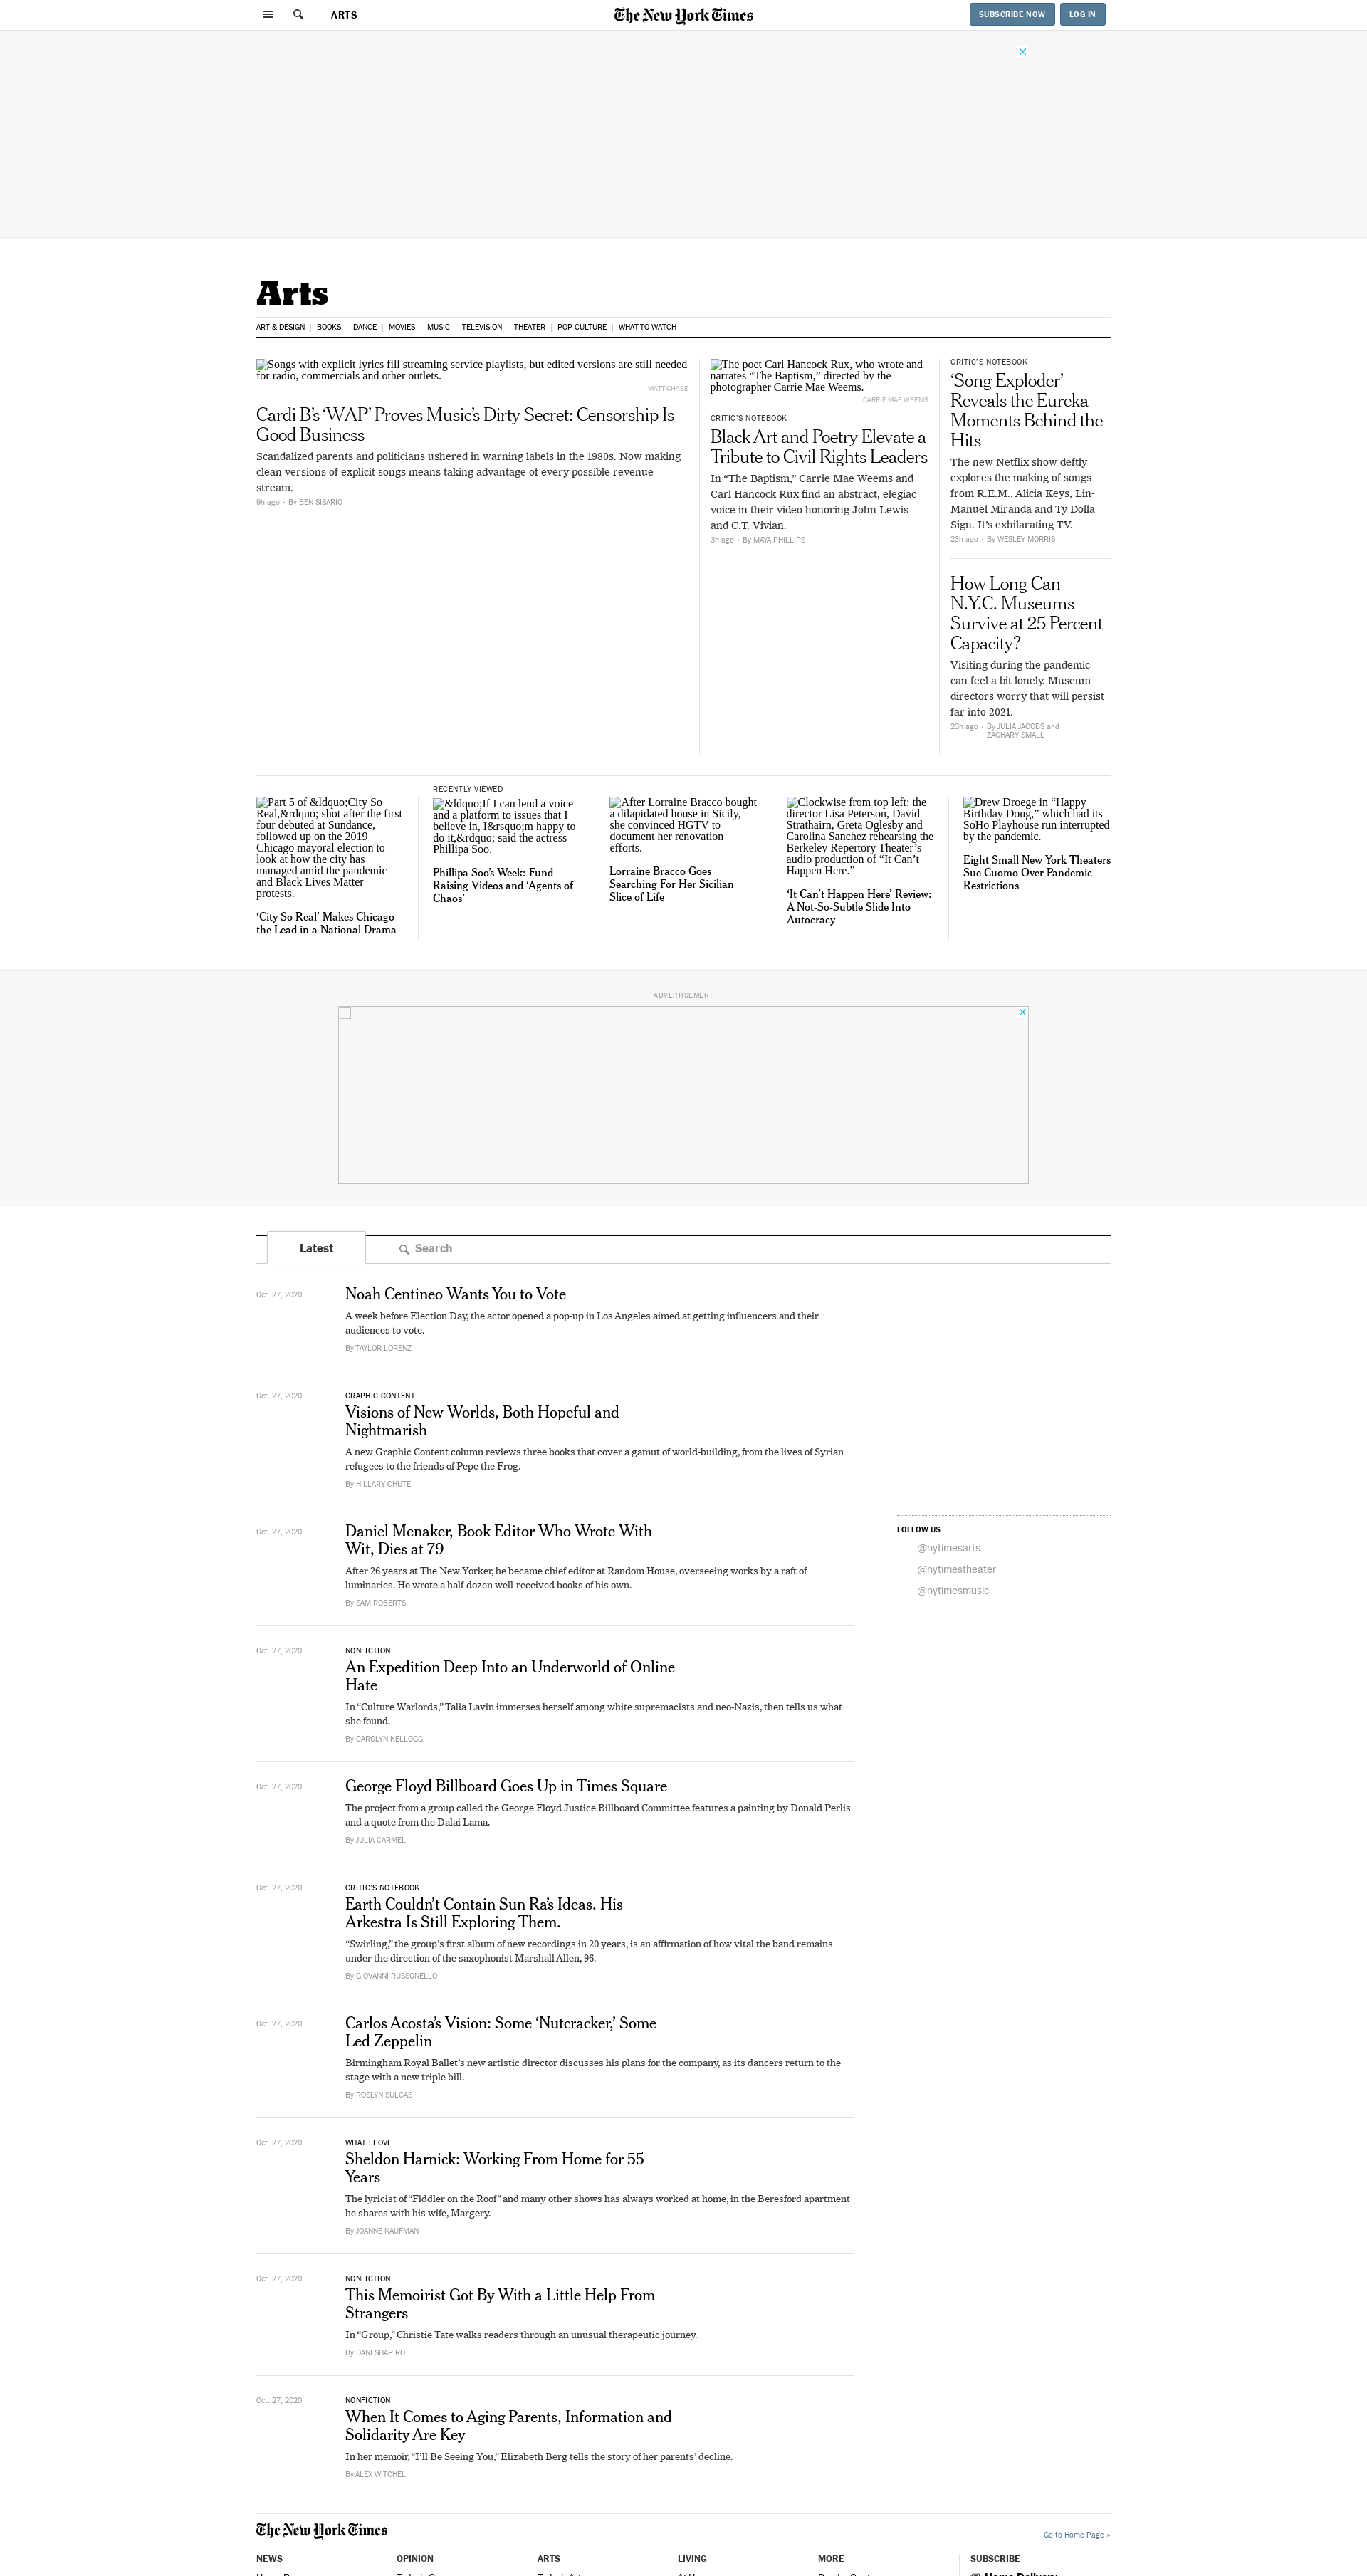 ARTS
The New York Times
SUBSCRIBE NOW
LOG IN
Arts
ART & DESIGN | BOOKS | DANCE | MOVIES | MUSIC | TELEVISION | THEATER | POP CULTURE | WHAT TO WATCH
Songs with explicit lyrics fill streaming service playlists, but edited versions are still needed
for radio, commercials and other outlets.
MATT CHASE
Cardi B’s ‘WAP’ Proves Music’s Dirty Secret: Censorship Is
Good Business
Scandalized parents and politicians ushered in warning labels in the 1980s. Now making
clean versions of explicit songs means taking advantage of every possible revenue
stream.
9h ago • By BEN SISARIO
The poet Carl Hancock Rux, who wrote and
narrates “The Baptism,” directed by the
photographer Carrie Mae Weems.
CARRIE MAE WEEMS
CRITIC’S NOTEBOOK
Black Art and Poetry Elevate a
Tribute to Civil Rights Leaders
In “The Baptism,” Carrie Mae Weems and
Carl Hancock Rux find an abstract, elegiac
voice in their video honoring John Lewis
and C.T. Vivian.
3h ago • By MAYA PHILLIPS
CRITIC’S NOTEBOOK
‘Song Exploder’
Reveals the Eureka
Moments Behind the
Hits
The new Netflix show deftly
explores the making of songs
from R.E.M., Alicia Keys, Lin-
Manuel Miranda and Ty Dolla
Sign. It’s exhilarating TV.
23h ago • By WESLEY MORRIS
How Long Can
N.Y.C. Museums
Survive at 25 Percent
Capacity?
Visiting during the pandemic
can feel a bit lonely. Museum
directors worry that will persist
far into 2021.
23h ago • By JULIA JACOBS and
ZACHARY SMALL
Part 5 of &ldquo;City So
Real,&rdquo; shot after the first
four debuted at Sundance,
followed up on the 2019
Chicago mayoral election to
look at how the city has
managed amid the pandemic
and Black Lives Matter
protests.
‘City So Real’ Makes Chicago
the Lead in a National Drama
RECENTLY VIEWED
&ldquo;If I can lend a voice
and a platform to issues that I
believe in, I&rsquo;m happy to
do it,&rdquo; said the actress
Phillipa Soo.
Phillipa Soo’s Week: Fund-
Raising Videos and ‘Agents of
Chaos’
After Lorraine Bracco bought
a dilapidated house in Sicily,
she convinced HGTV to
document her renovation
efforts.
Lorraine Bracco Goes
Searching For Her Sicilian
Slice of Life
Clockwise from top left: the
director Lisa Peterson, David
Strathairn, Greta Oglesby and
Carolina Sanchez rehearsing the
Berkeley Repertory Theater’s
audio production of “It Can’t
Happen Here.”
‘It Can’t Happen Here’ Review:
A Not-So-Subtle Slide Into
Autocracy
Drew Droege in “Happy
Birthday Doug,” which had its
SoHo Playhouse run interrupted
by the pandemic.
Eight Small New York Theaters
Sue Cuomo Over Pandemic
Restrictions
ADVERTISEMENT
Latest
Search
Oct. 27, 2020
Noah Centineo Wants You to Vote
A week before Election Day, the actor opened a pop-up in Los Angeles aimed at getting influencers and their
audiences to vote.
By TAYLOR LORENZ
Oct. 27, 2020
GRAPHIC CONTENT
Visions of New Worlds, Both Hopeful and
Nightmarish
A new Graphic Content column reviews three books that cover a gamut of world-building, from the lives of Syrian
refugees to the friends of Pepe the Frog.
By HILLARY CHUTE
Oct. 27, 2020
Daniel Menaker, Book Editor Who Wrote With
Wit, Dies at 79
After 26 years at The New Yorker, he became chief editor at Random House, overseeing works by a raft of
luminaries. He wrote a half-dozen well-received books of his own.
By SAM ROBERTS
FOLLOW US
@nytimesarts
@nytimestheater
@nytimesmusic
Oct. 27, 2020
NONFICTION
An Expedition Deep Into an Underworld of Online
Hate
In “Culture Warlords,” Talia Lavin immerses herself among white supremacists and neo-Nazis, then tells us what
she found.
By CAROLYN KELLOGG
Oct. 27, 2020
George Floyd Billboard Goes Up in Times Square
The project from a group called the George Floyd Justice Billboard Committee features a painting by Donald Perlis
and a quote from the Dalai Lama.
By JULIA CARMEL
Oct. 27, 2020
CRITIC’S NOTEBOOK
Earth Couldn’t Contain Sun Ra’s Ideas. His
Arkestra Is Still Exploring Them.
“Swirling,” the group’s first album of new recordings in 20 years, is an affirmation of how vital the band remains
under the direction of the saxophonist Marshall Allen, 96.
By GIOVANNI RUSSONELLO
Oct. 27, 2020
Carlos Acosta’s Vision: Some ‘Nutcracker,’ Some
Led Zeppelin
Birmingham Royal Ballet’s new artistic director discusses his plans for the company, as its dancers return to the
stage with a new triple bill.
By ROSLYN SULCAS
Oct. 27, 2020
WHAT I LOVE
Sheldon Harnick: Working From Home for 55
Years
The lyricist of “Fiddler on the Roof” and many other shows has always worked at home, in the Beresford apartment
he shares with his wife, Margery.
By JOANNE KAUFMAN
Oct. 27, 2020
NONFICTION
This Memoirist Got By With a Little Help From
Strangers
In “Group,” Christie Tate walks readers through an unusual therapeutic journey.
By DANI SHAPIRO
Oct. 27, 2020
NONFICTION
When It Comes to Aging Parents, Information and
Solidarity Are Key
In her memoir, “I’ll Be Seeing You,” Elizabeth Berg tells the story of her parents’ decline.
By ALEX WITCHEL
The New York Times
Go to Home Page »
NEWS
OPINION
ARTS
LIVING
MORE
SUBSCRIBE